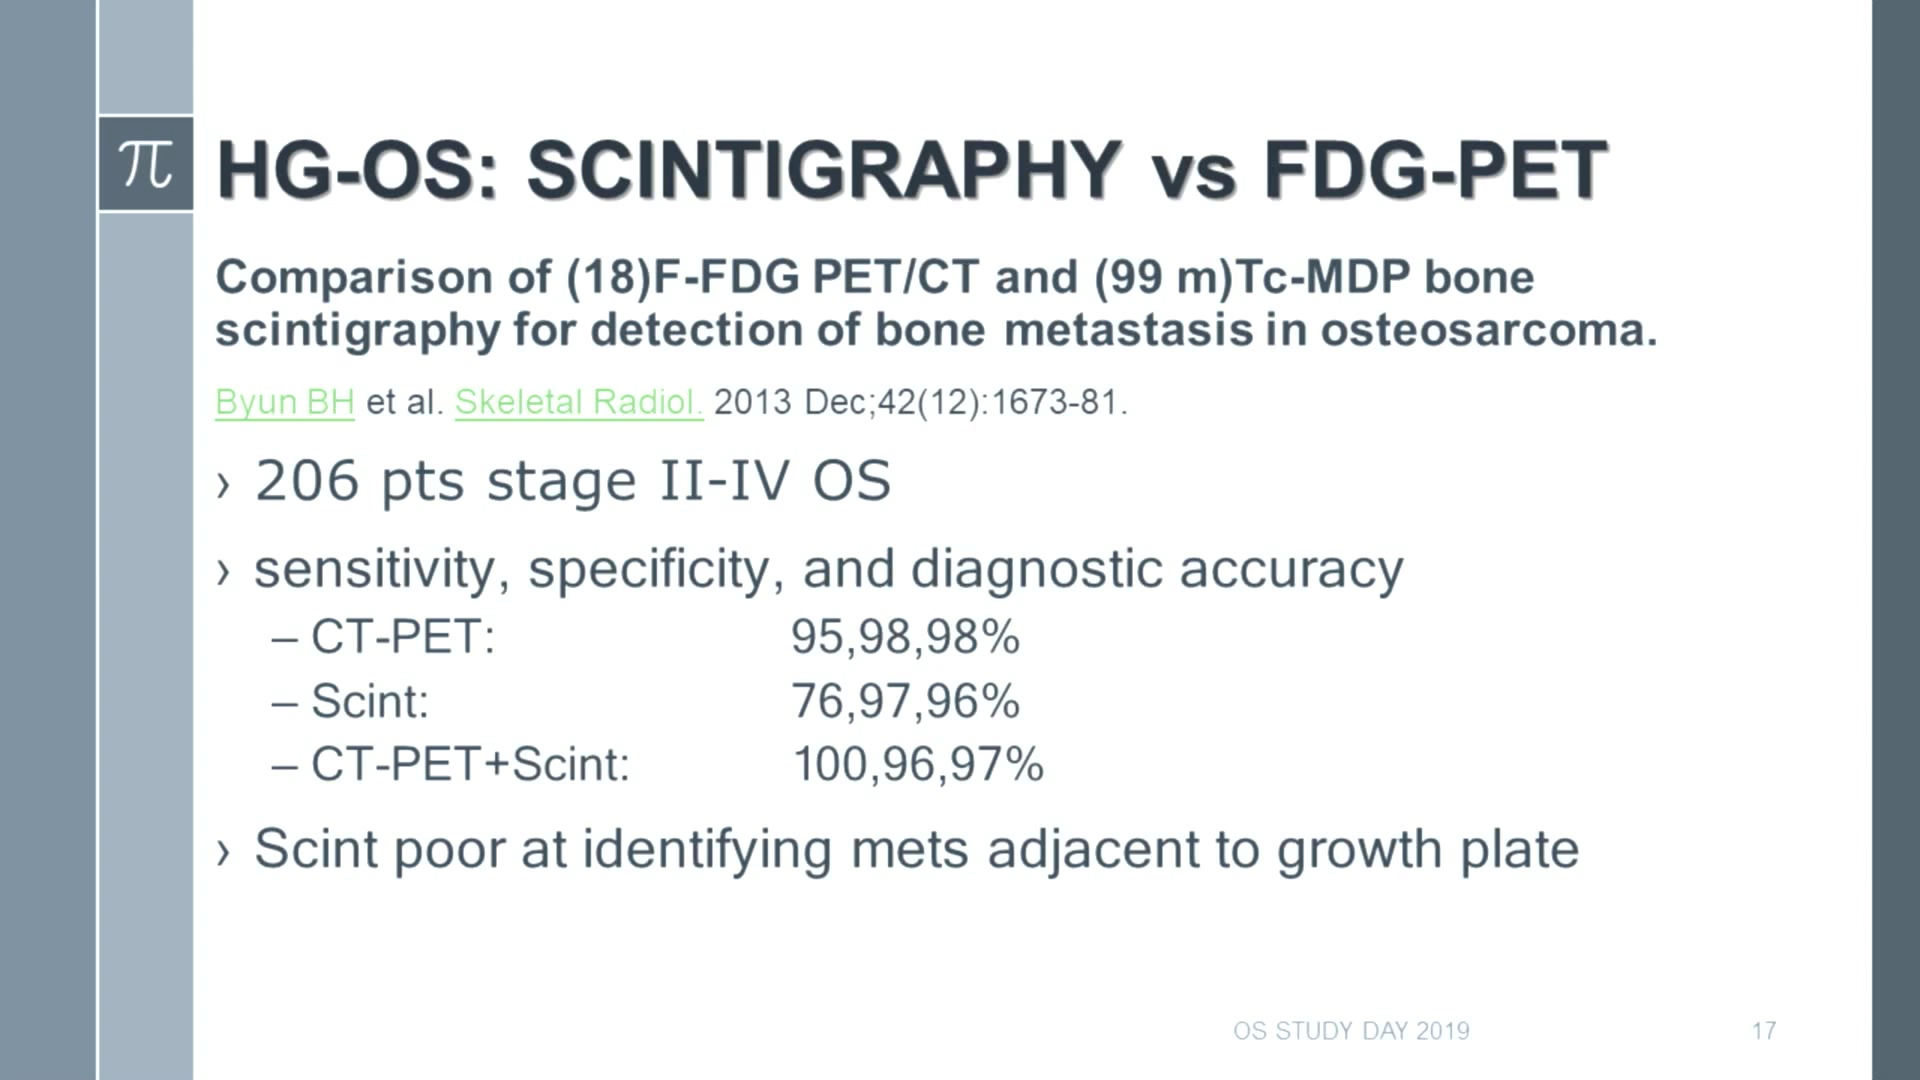 π
HG-OS: SCINTIGRAPHY vs FDG-PET
Comparison of (18)F-FDG PET/CT and (99 m)Tc-MDP bone
scintigraphy for detection of bone metastasis in osteosarcoma.
Byun BH et al. Skeletal Radiol. 2013 Dec;42(12):1673-81.
› 206 pts stage II-IV OS
› sensitivity, specificity, and diagnostic accuracy
– CT-PET: 95,98,98%
– Scint: 76,97,96%
– CT-PET+Scint: 100,96,97%
› Scint poor at identifying mets adjacent to growth plate
OS STUDY DAY 2019 17